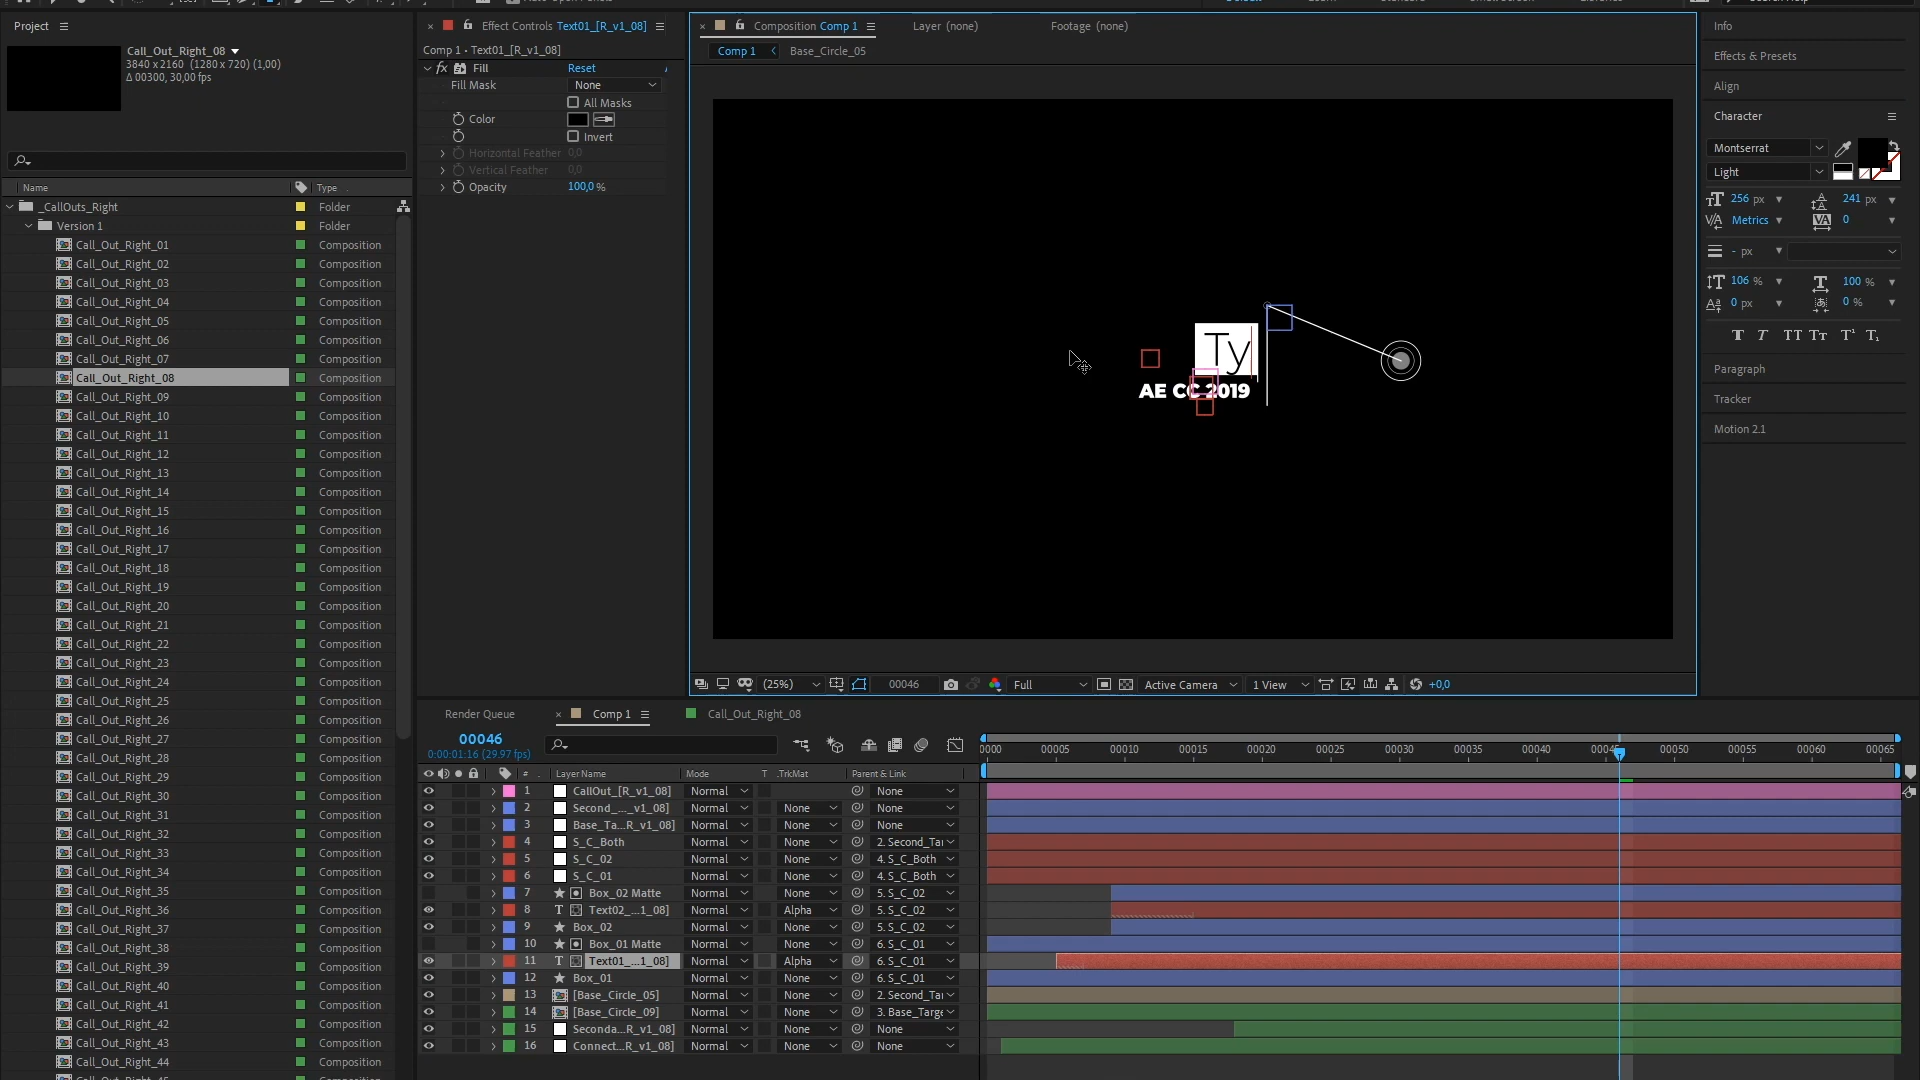 Project
Call_Out_Right_08
3840 x 2160 (1280 x 720) (1,00)
Δ 00300, 30,00 fps
Name
Type
_CallOuts_Right Folder
Version 1 Folder
Call_Out_Right_01 Composition
Call_Out_Right_02 Composition
Call_Out_Right_03 Composition
Call_Out_Right_04 Composition
Call_Out_Right_05 Composition
Call_Out_Right_06 Composition
Call_Out_Right_07 Composition
Call_Out_Right_08 Composition
Call_Out_Right_09 Composition
Call_Out_Right_10 Composition
Call_Out_Right_11 Composition
Call_Out_Right_12 Composition
Call_Out_Right_13 Composition
Call_Out_Right_14 Composition
Call_Out_Right_15 Composition
Call_Out_Right_16 Composition
Call_Out_Right_17 Composition
Call_Out_Right_18 Composition
Call_Out_Right_19 Composition
Call_Out_Right_20 Composition
Call_Out_Right_21 Composition
Call_Out_Right_22 Composition
Call_Out_Right_23 Composition
Call_Out_Right_24 Composition
Call_Out_Right_25 Composition
Call_Out_Right_26 Composition
Call_Out_Right_27 Composition
Call_Out_Right_28 Composition
Call_Out_Right_29 Composition
Call_Out_Right_30 Composition
Call_Out_Right_31 Composition
Call_Out_Right_32 Composition
Call_Out_Right_33 Composition
Call_Out_Right_34 Composition
Call_Out_Right_35 Composition
Call_Out_Right_36 Composition
Call_Out_Right_37 Composition
Call_Out_Right_38 Composition
Call_Out_Right_39 Composition
Call_Out_Right_40 Composition
Call_Out_Right_41 Composition
Call_Out_Right_42 Composition
Call_Out_Right_43 Composition
Call_Out_Right_44 Composition
Effect Controls Text01_[R_v1_08]
Comp 1 • Text01_[R_v1_08]
fx Fill Reset
Fill Mask None
All Masks
Color
Invert
Horizontal Feather 0,0
Vertical Feather 0,0
Opacity 100,0 %
Composition Comp 1
Layer (none)
Footage (none)
Comp 1
Base_Circle_05
Ty
AE CC 2019
(25%)
00046
Full
Active Camera
1 View
+0,0
Info
Effects & Presets
Align
Character
Montserrat
Light
256 px
241 px
Metrics
0
- px
106 %
100 %
0 px
0 %
Paragraph
Tracker
Motion 2.1
Render Queue
Comp 1
Call_Out_Right_08
00046
0:00:01:16 (29.97 fps)
0000 00005 00010 00015 00020 00025 00030 00035 00040 00045 00050 00055 00060 00065
# Layer Name Mode T .TrkMat Parent & Link
1 CallOut_[R_v1_08] Normal None
2 Second_..._v1_08] Normal None None
3 Base_Ta...R_v1_08] Normal None None
4 S_C_Both Normal None 2. Second_Tar
5 S_C_02 Normal None 4. S_C_Both
6 S_C_01 Normal None 4. S_C_Both
7 Box_02 Matte Normal None 5. S_C_02
8 T Text02_...1_08] Normal Alpha 5. S_C_02
9 Box_02 Normal None 5. S_C_02
10 Box_01 Matte Normal None 6. S_C_01
11 T Text01_...1_08] Normal Alpha 6. S_C_01
12 Box_01 Normal None 6. S_C_01
13 [Base_Circle_05] Normal None 2. Second_Tar
14 [Base_Circle_09] Normal None 3. Base_Targe
15 Seconda...R_v1_08] Normal None None
16 Connect...R_v1_08] Normal None None